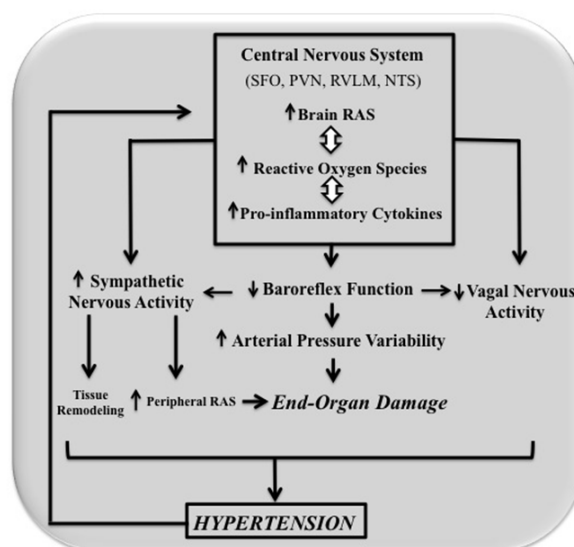 Central Nervous System
(SFO, PVN, RVLM, NTS)
↑Brain RAS
↑ Reactive Oxygen Species
↑Pro-inflammatory Cytokines
↑ Sympathetic
Nervous Activity
↓ Baroreflex Function
↓Vagal Nervous
Activity
↑ Arterial Pressure Variability
Tissue
Remodeling
↑ Peripheral RAS
End-Organ Damage
HYPERTENSION